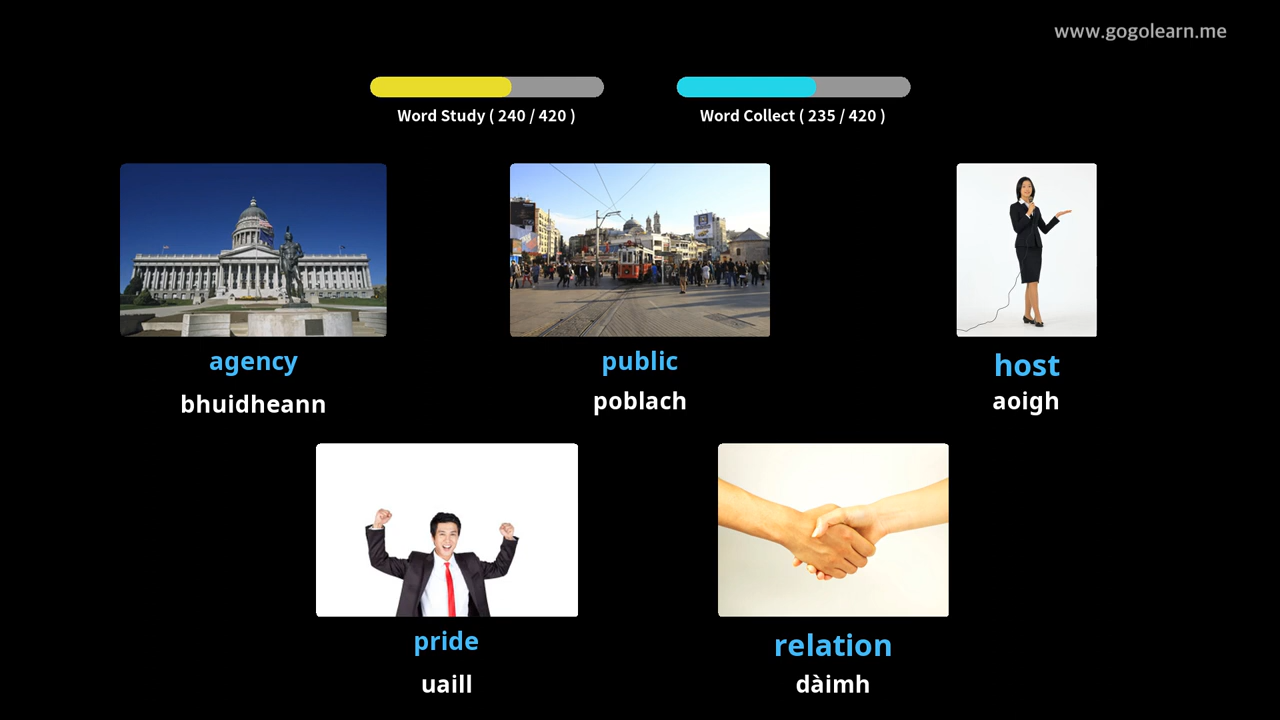 www.gogolearn.me
Word Study ( 240 / 420 )
Word Collect ( 235 / 420 )
agency
public
host
bhuidheann
poblach
aoigh
pride
relation
uaill
dàimh